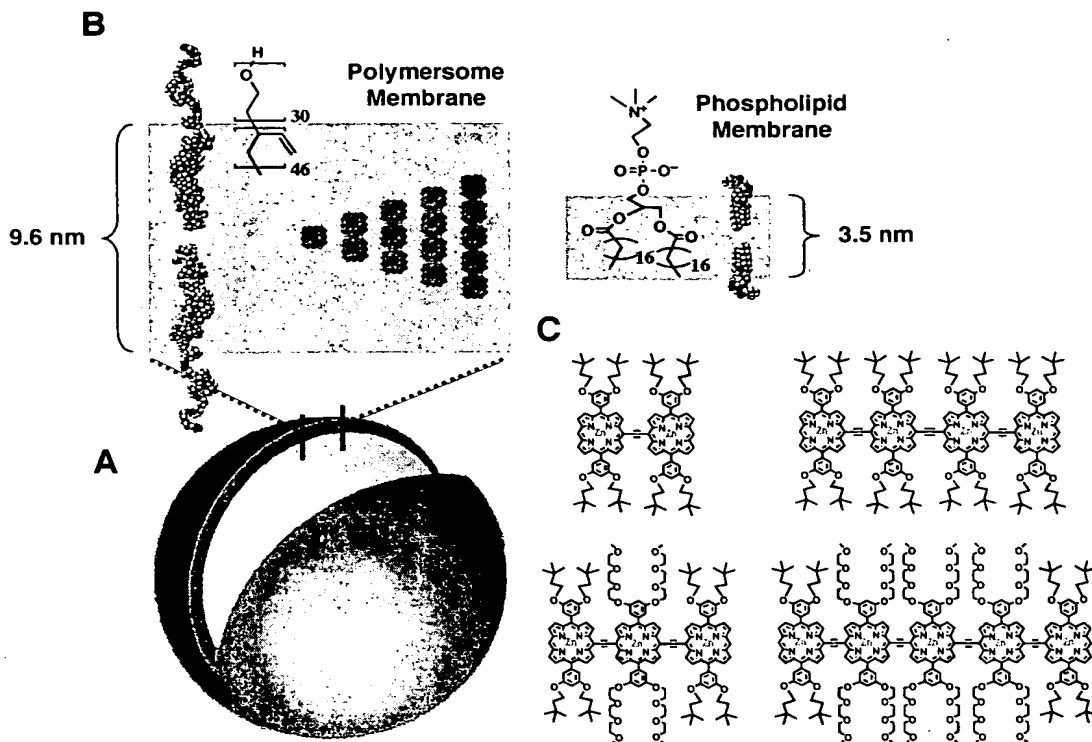 B
H
O
30
46
Polymersome
Membrane
9.6 nm
N+
O
O=P-O−
O
O
O
O
O
16
16
Phospholipid
Membrane
3.5 nm
A
C